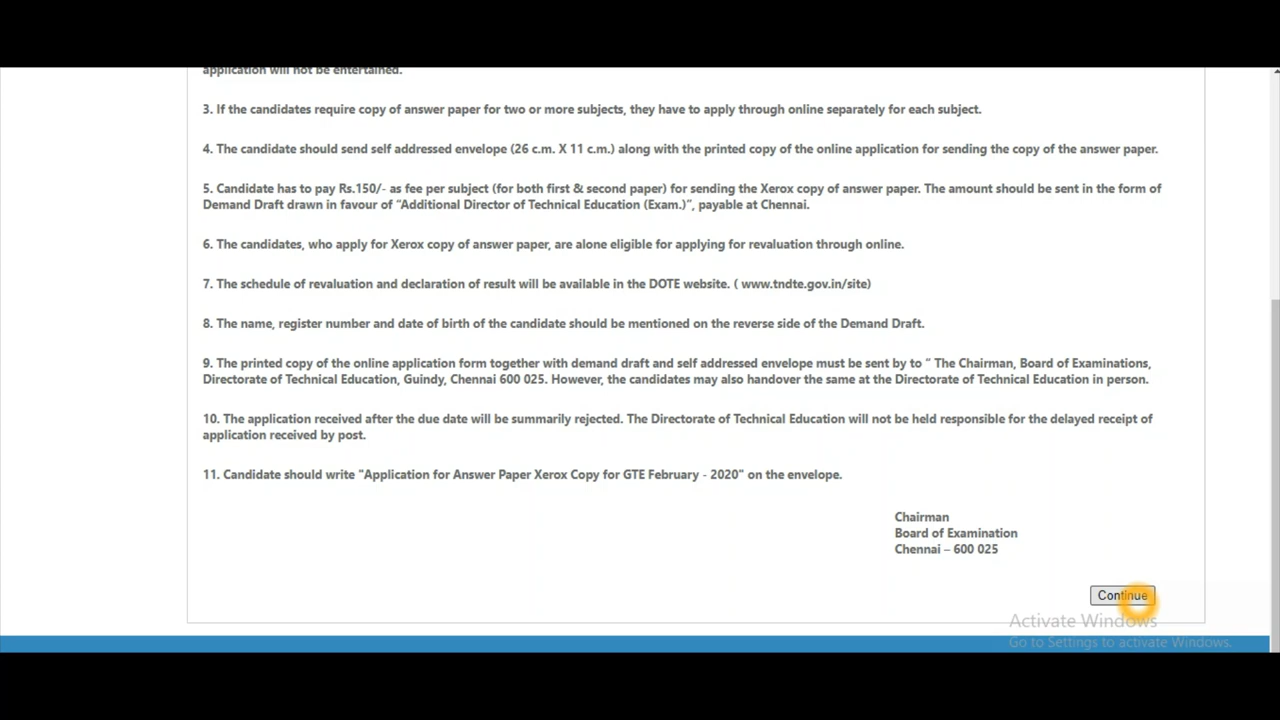 application will not be entertained.
3. If the candidates require copy of answer paper for two or more subjects, they have to apply through online separately for each subject.
4. The candidate should send self addressed envelope (26 c.m. X 11 c.m.) along with the printed copy of the online application for sending the copy of the answer paper.
5. Candidate has to pay Rs.150/- as fee per subject (for both first & second paper) for sending the Xerox copy of answer paper. The amount should be sent in the form of
Demand Draft drawn in favour of “Additional Director of Technical Education (Exam.)”, payable at Chennai.
6. The candidates, who apply for Xerox copy of answer paper, are alone eligible for applying for revaluation through online.
7. The schedule of revaluation and declaration of result will be available in the DOTE website. ( www.tndte.gov.in/site)
8. The name, register number and date of birth of the candidate should be mentioned on the reverse side of the Demand Draft.
9. The printed copy of the online application form together with demand draft and self addressed envelope must be sent by to “ The Chairman, Board of Examinations,
Directorate of Technical Education, Guindy, Chennai 600 025. However, the candidates may also handover the same at the Directorate of Technical Education in person.
10. The application received after the due date will be summarily rejected. The Directorate of Technical Education will not be held responsible for the delayed receipt of
application received by post.
11. Candidate should write "Application for Answer Paper Xerox Copy for GTE February - 2020" on the envelope.
Chairman
Board of Examination
Chennai – 600 025
Continue
Activate Windows
Go to Settings to activate Windows.